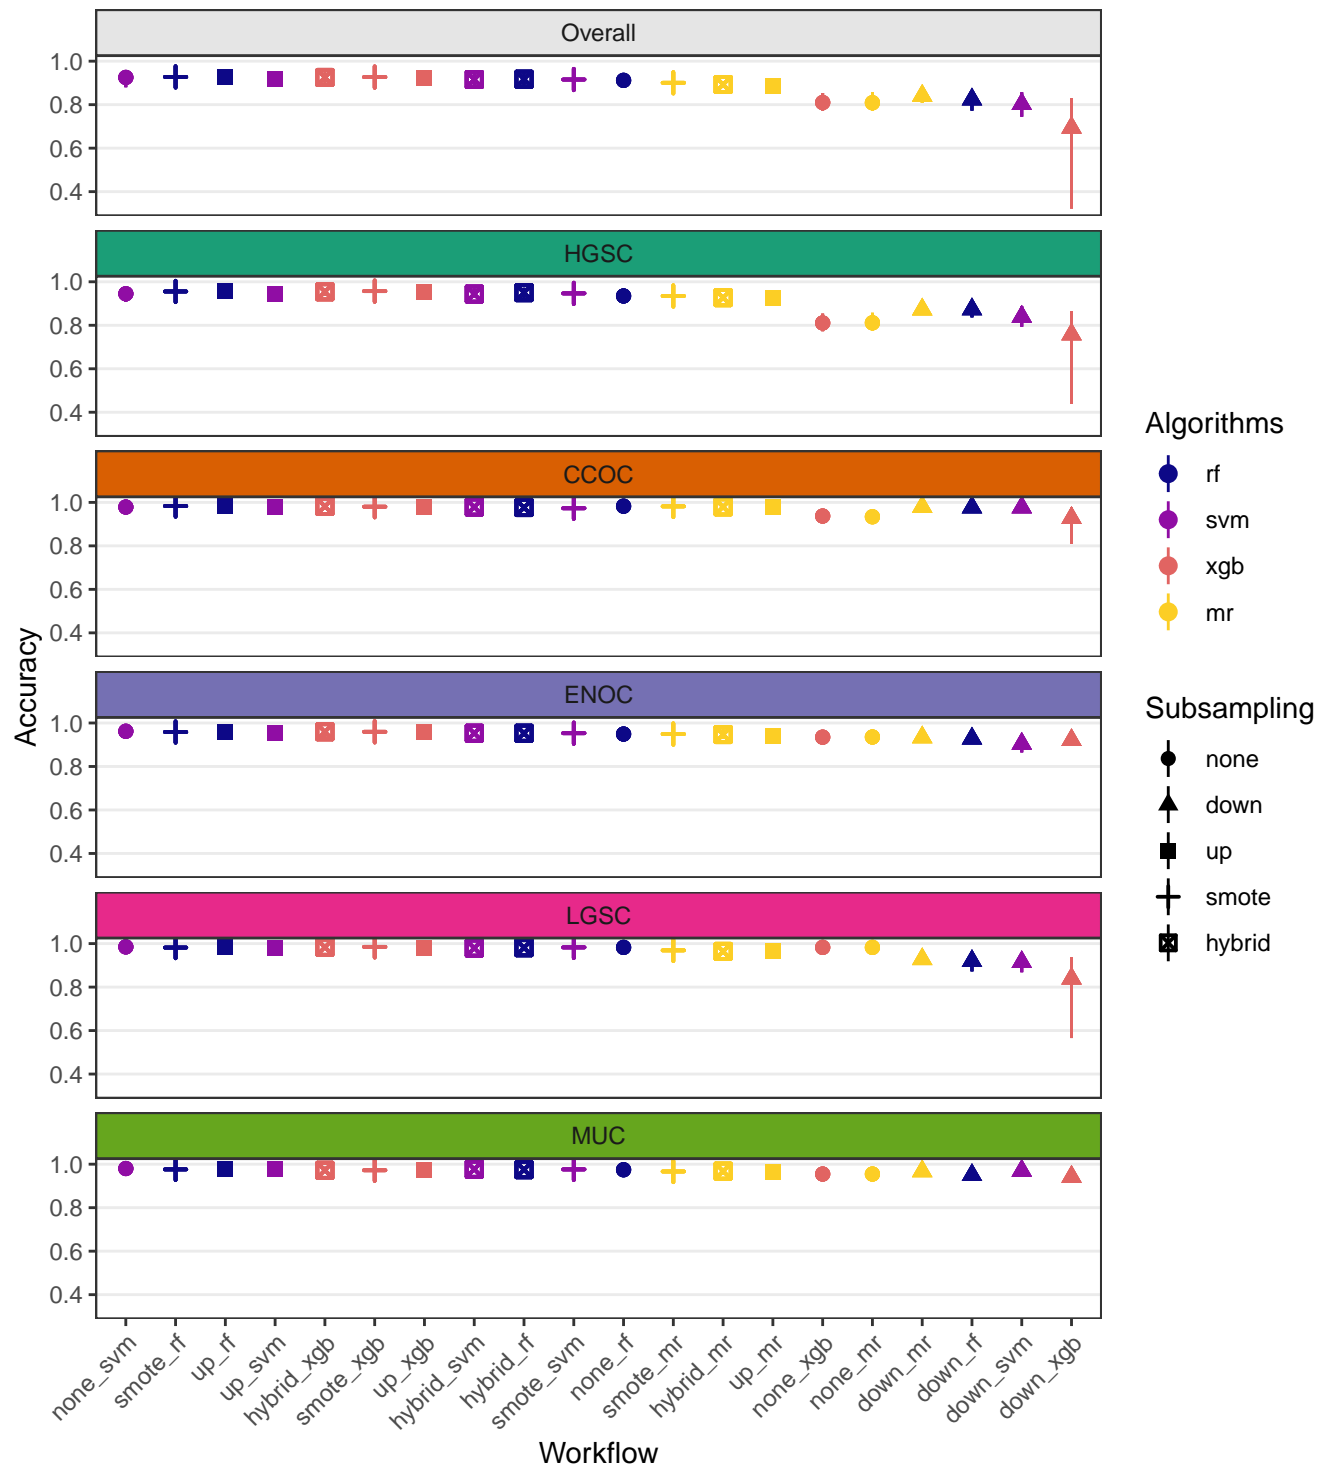 Overall
1.0
0.8
0.6
0.4
HGSC
1.0
0.8
0.6
0.4
CCOC
1.0
0.8
0.6
0.4
ENOC
1.0
0.8
0.6
0.4
LGSC
1.0
0.8
0.6
0.4
MUC
1.0
0.8
0.6
0.4
Accuracy
none_svm
smote_rf
up_rf
up_svm
hybrid_xgb
smote_xgb
up_xgb
hybrid_svm
hybrid_rf
smote_svm
none_rf
smote_mr
hybrid_mr
up_mr
none_xgb
none_mr
down_mr
down_rf
down_svm
down_xgb
Workflow
Algorithms
rf
svm
xgb
mr
Subsampling
none
down
up
smote
hybrid